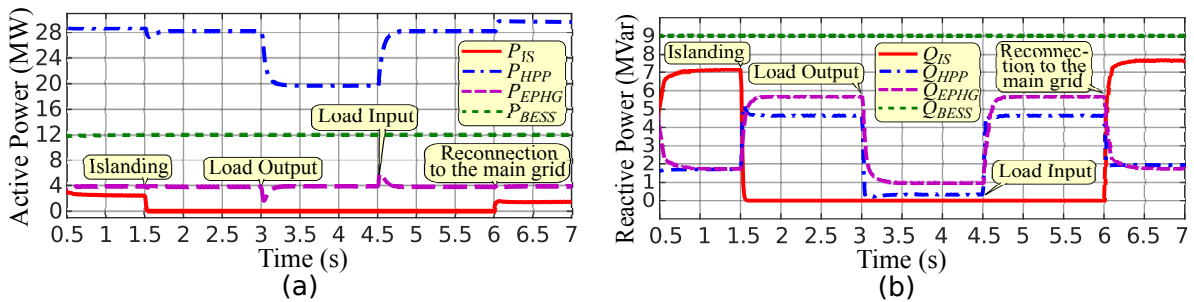 Active Power (MW)
28
24
20
16
12
8
4
0
P_IS
P_HPP
P_EPHG
P_BESS
Load Input
Islanding
Load Output
Reconnection
to the main grid
0.5 1 1.5 2 2.5 3 3.5 4 4.5 5 5.5 6 6.5 7
Time (s)
(a)
Reactive Power (MVar)
9
8
7
6
5
4
3
2
1
0
Islanding
Load Output
Q_IS
Q_HPP
Q_EPHG
Q_BESS
Reconnec-
tion to the
main grid
Load Input
0.5 1 1.5 2 2.5 3 3.5 4 4.5 5 5.5 6 6.5 7
Time (s)
(b)